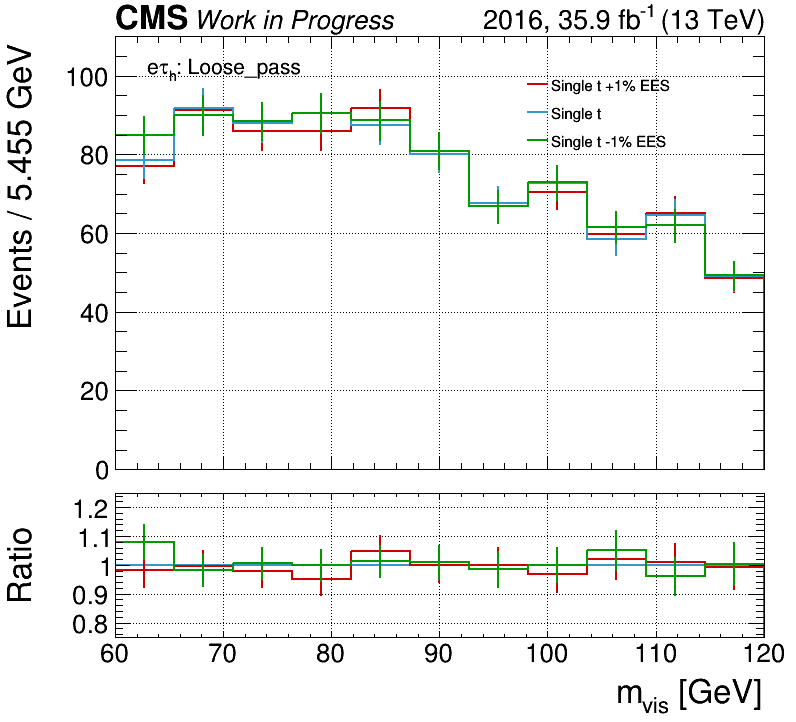 CMS Work in Progress 2016, 35.9 fb⁻¹ (13 TeV)
eτₕ: Loose_pass
Single t +1% EES
Single t
Single t -1% EES
Events / 5.455 GeV
100
80
60
40
20
0
Ratio
1.2
1.1
1
0.9
0.8
60 70 80 90 100 110 120
m_vis [GeV]